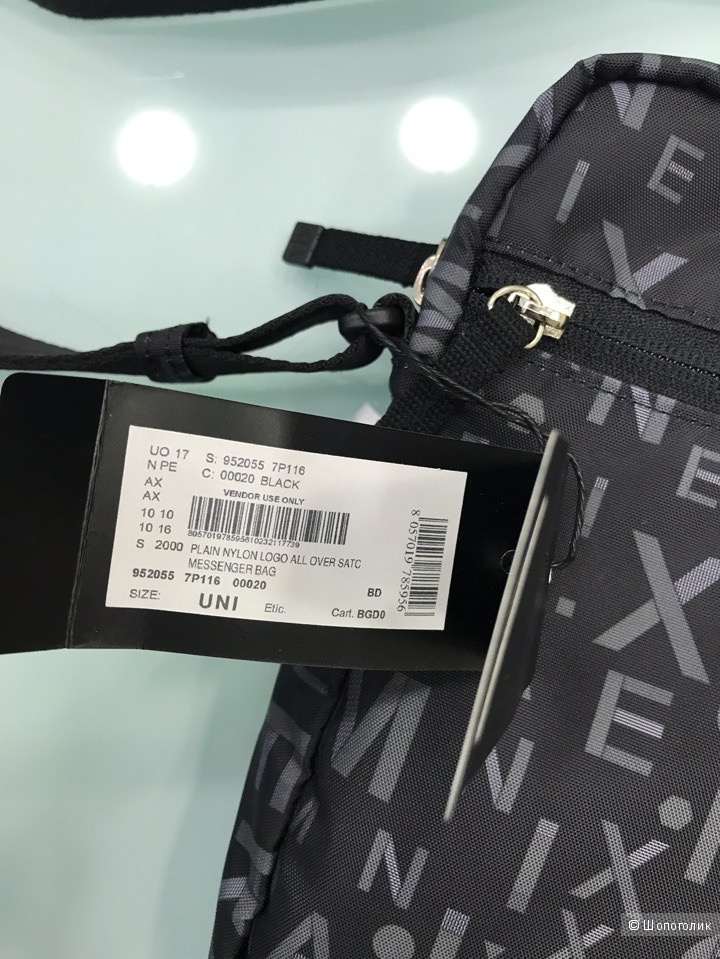 UO 17 S: 952055 7P116
N PE C: 00020 BLACK
AX VENDOR USE ONLY
AX
10 10
10 16 805701978595610232117739
S 2000 PLAIN NYLON LOGO ALL OVER SATC
MESSENGER BAG
952055 7P116 00020 BD
SIZE: UNI Etic. Cart. BGD0
8 057019 785956
© Шопоголик